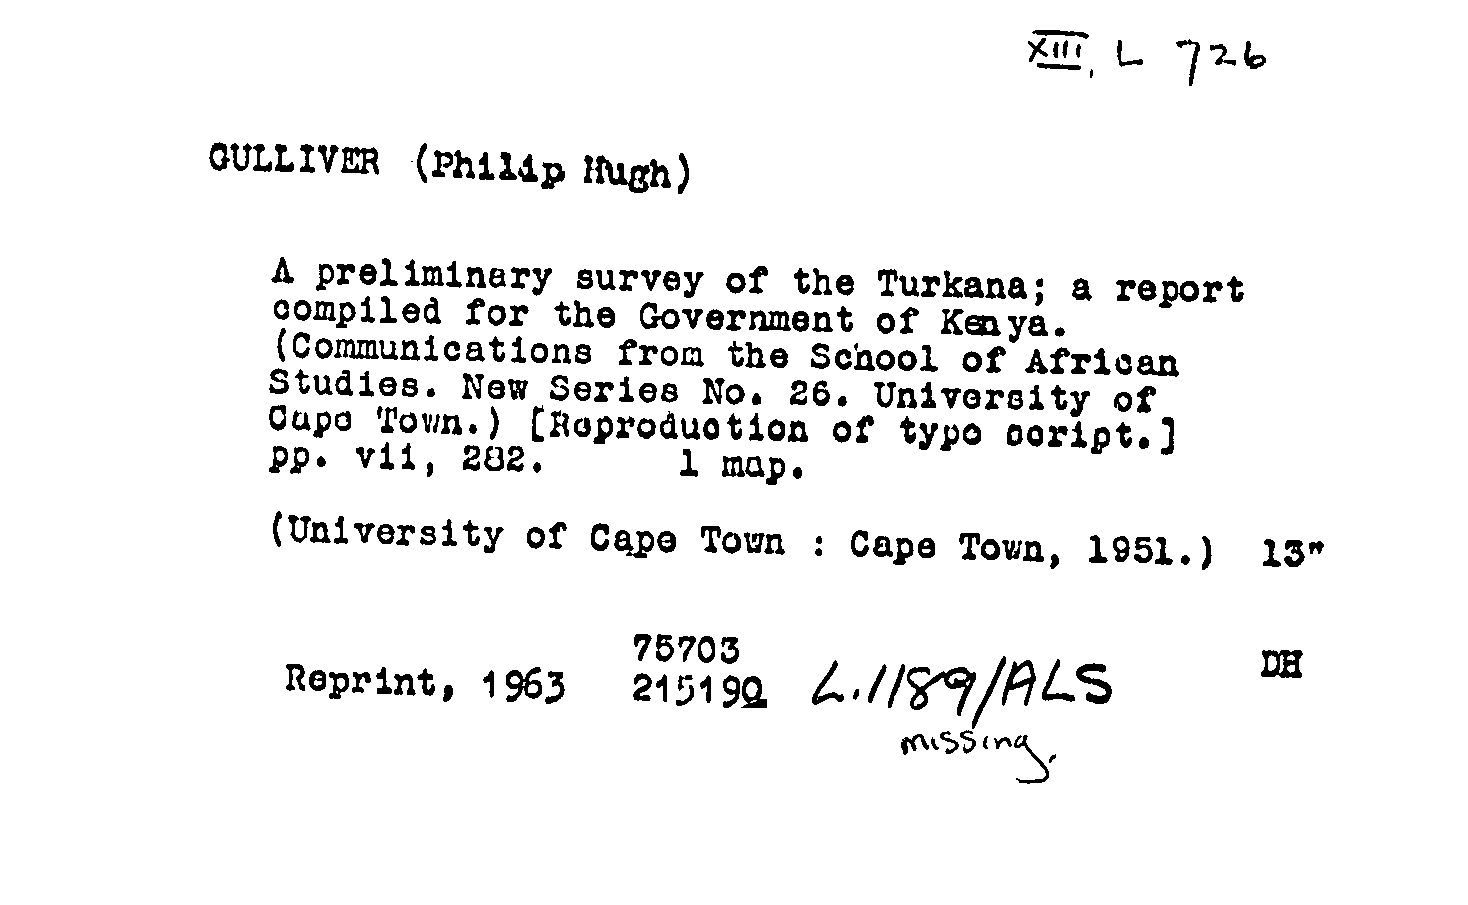 XIII, L 726
GULLIVER (Philip Hugh)
A preliminary survey of the Turkana; a report
compiled for the Government of Kenya.
(Communications from the School of African
Studies. New Series No. 26. University of
Cape Town.) [Reproduction of type script.]
pp. vii, 282. 1 map.
(University of Cape Town : Cape Town, 1951.) 13"
75703
Reprint, 1963 215190 L.1189/ALS DH
missing.